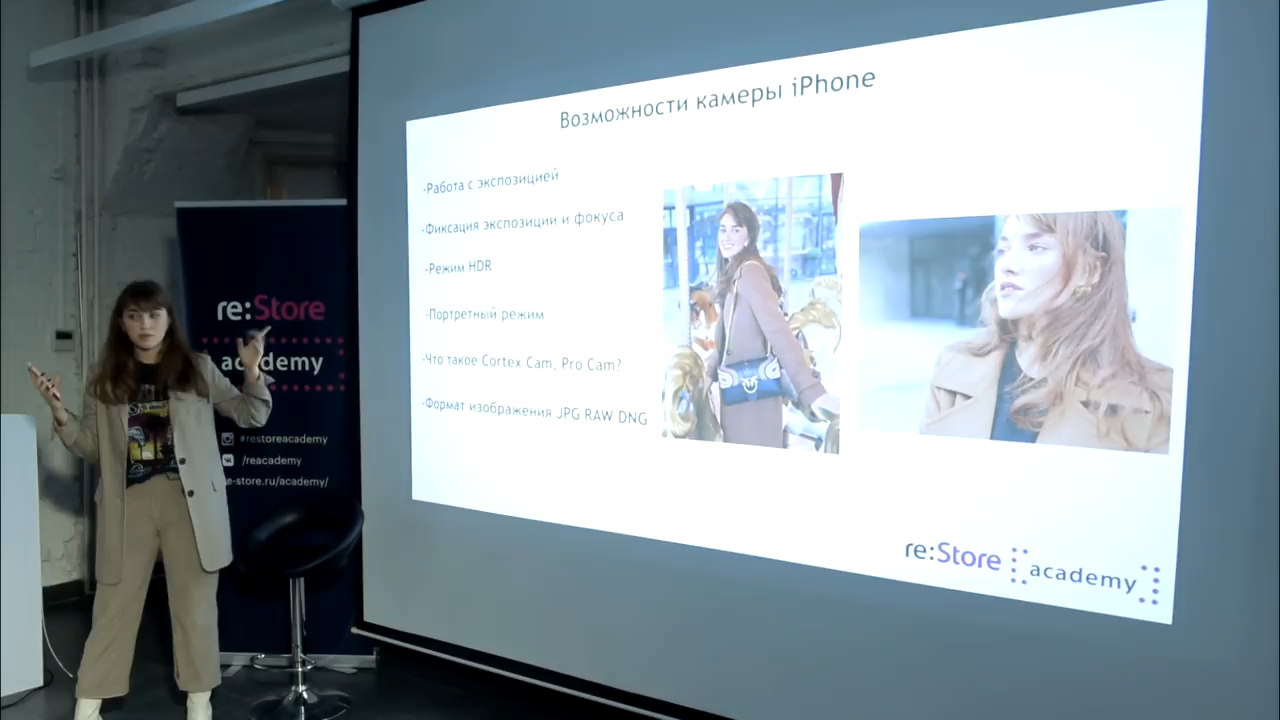 Возможности камеры iPhone
-Работа с экспозицией
-Фиксация экспозиции и фокуса
-Режим HDR
-Портретный режим
-Что такое Cortex Cam, Pro Cam?
-Формат изображения JPG RAW DNG
re:Store academy
re:Store
academy
#restoreacademy
/reacademy
e-store.ru/academy/